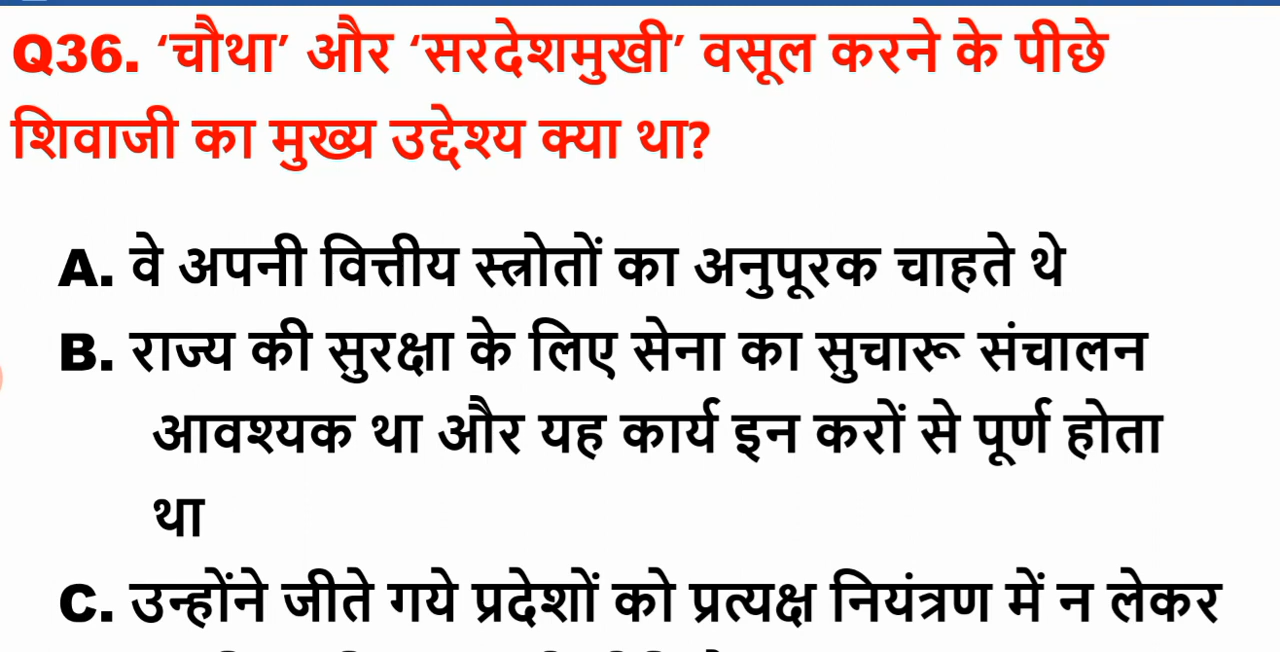 Q36. ‘चौथा’ और ‘सरदेशमुखी’ वसूल करने के पीछे
शिवाजी का मुख्य उद्देश्य क्या था?
A. वे अपनी वित्तीय स्त्रोतों का अनुपूरक चाहते थे
B. राज्य की सुरक्षा के लिए सेना का सुचारू संचालन
आवश्यक था और यह कार्य इन करों से पूर्ण होता
था
C. उन्होंने जीते गये प्रदेशों को प्रत्यक्ष नियंत्रण में न लेकर